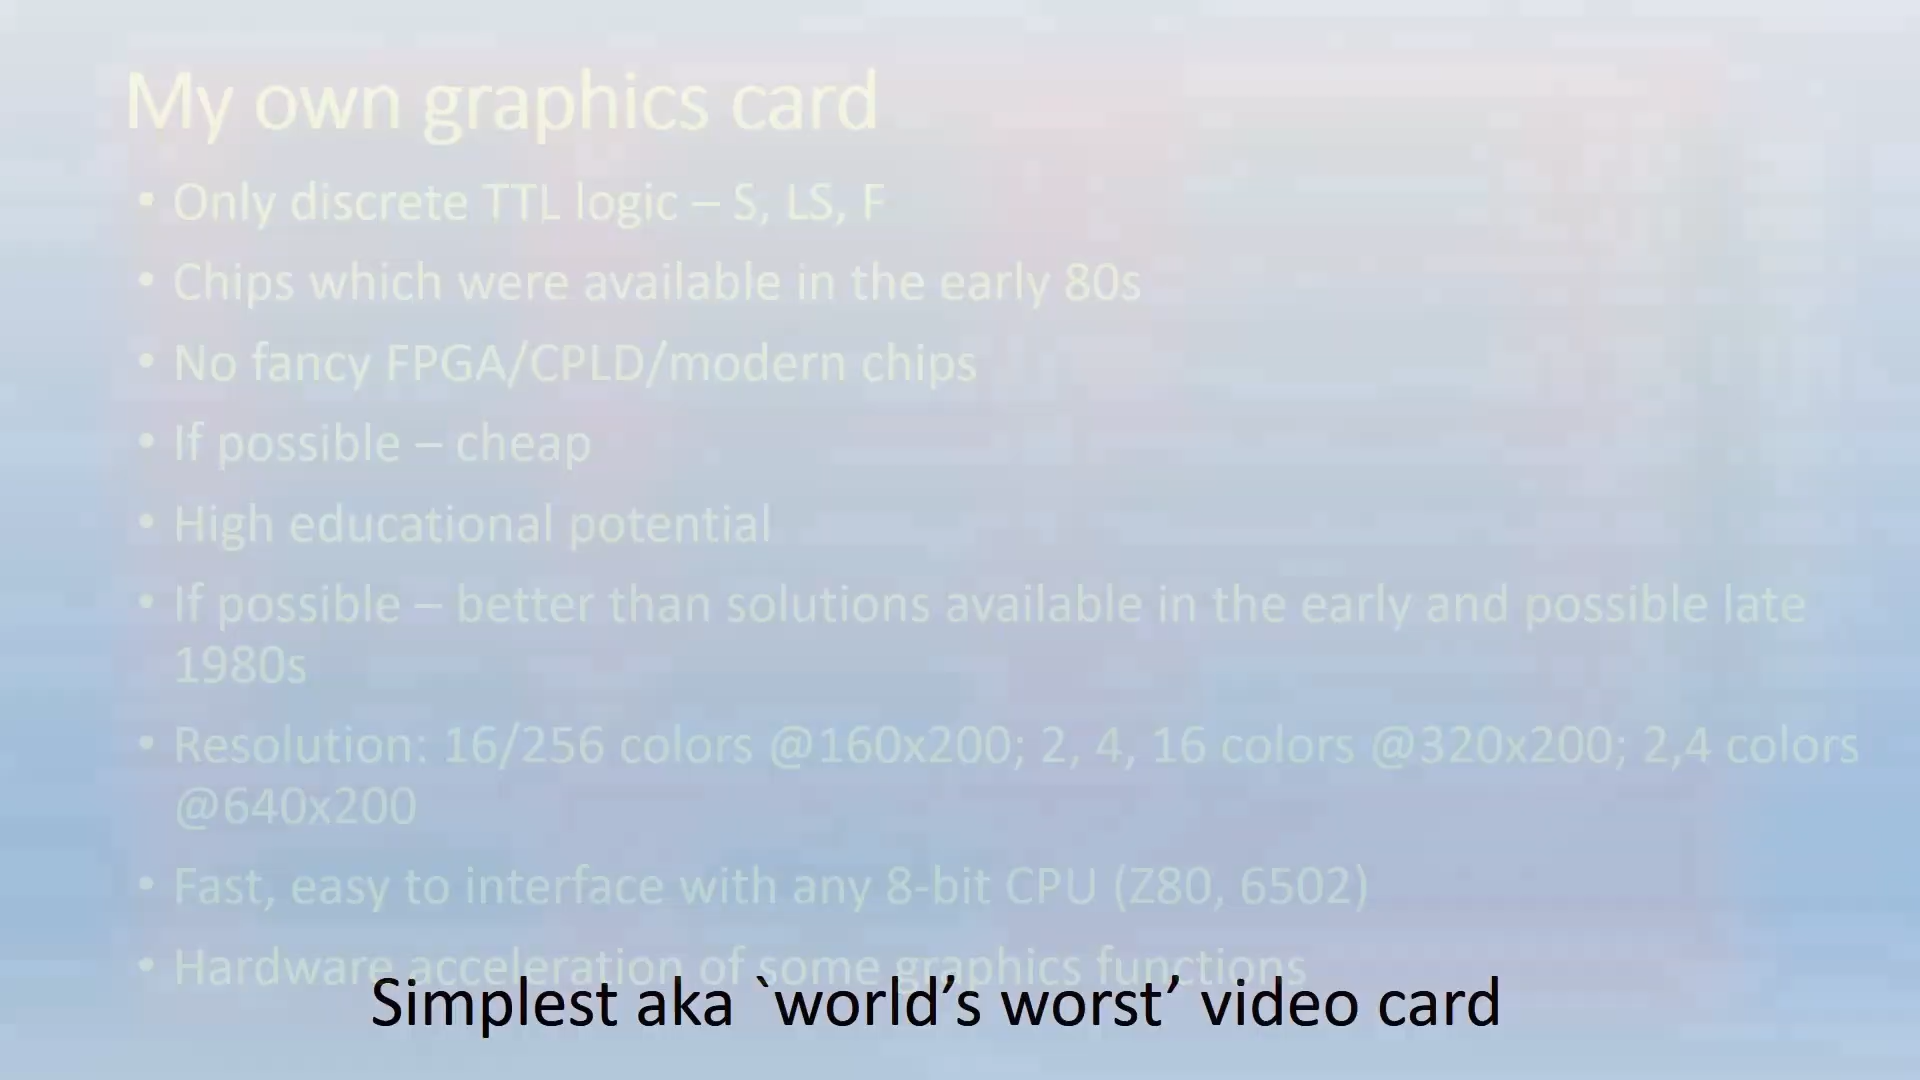 My own graphics card
• Only discrete TTL logic – S, LS, F
• Chips which were available in the early 80s
• No fancy FPGA/CPLD/modern chips
• If possible – cheap
• High educational potential
• If possible – better than solutions available in the early and possible late
1980s
• Resolution: 16/256 colors @160x200; 2, 4, 16 colors @320x200; 2,4 colors
@640x200
• Fast, easy to interface with any 8-bit CPU (Z80, 6502)
• Hardware acceleration of some graphics functions
Simplest aka `world’s worst’ video card